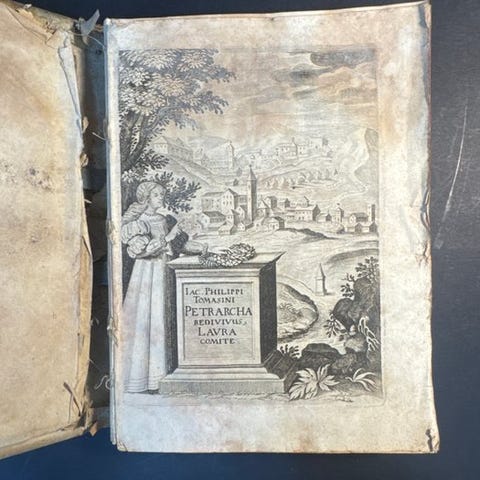 IAC. PHILIPPI
TOMASINI
PETRARCHA
REDIVIVUS,
LAVRA
COMITE